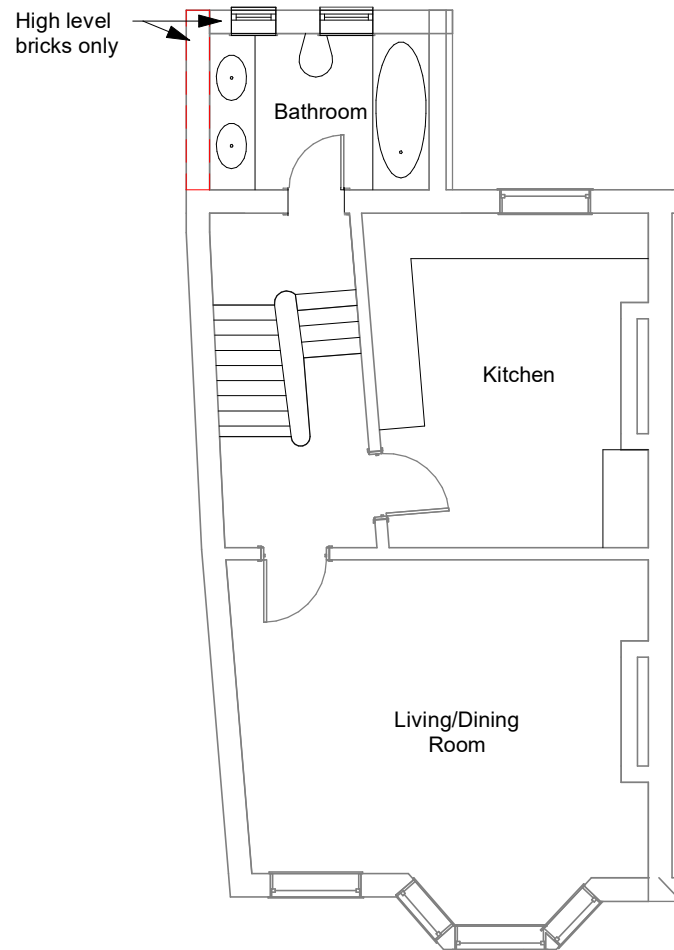 High level
bricks only
Bathroom
Kitchen
Living/Dining
Room